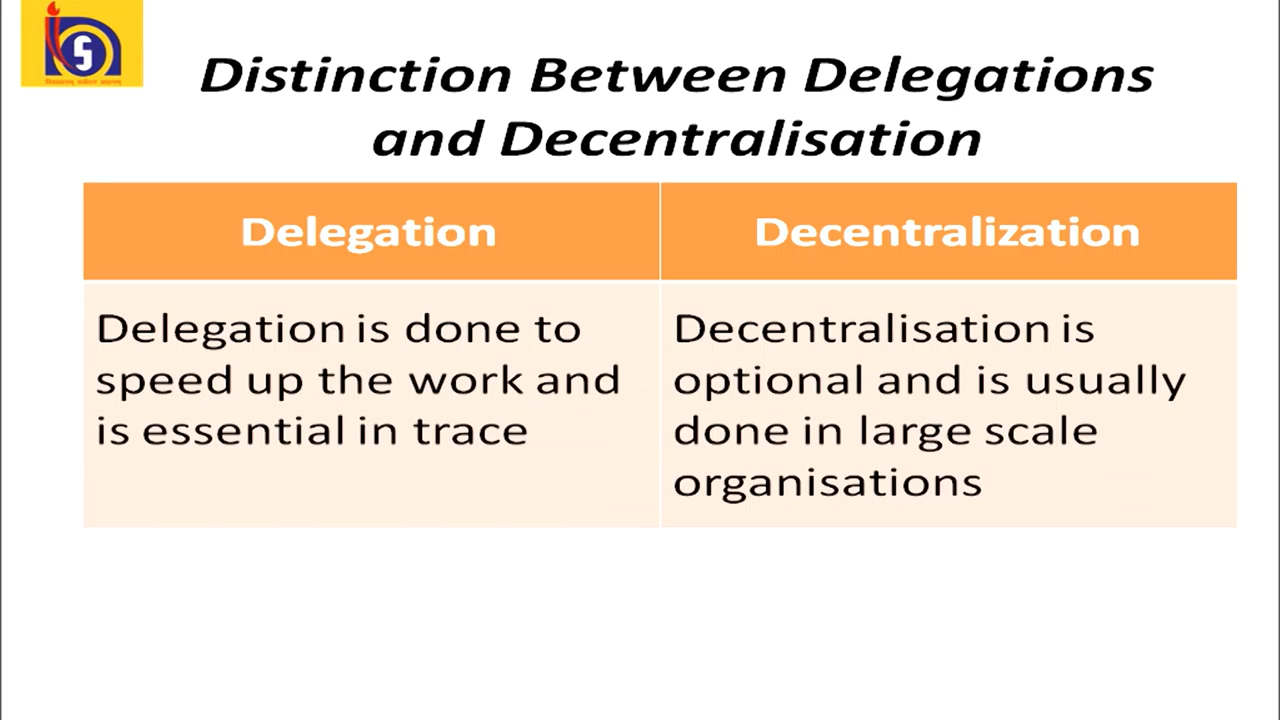 Distinction Between Delegations
and Decentralisation
Delegation
Decentralization
Delegation is done to
speed up the work and
is essential in trace
Decentralisation is
optional and is usually
done in large scale
organisations